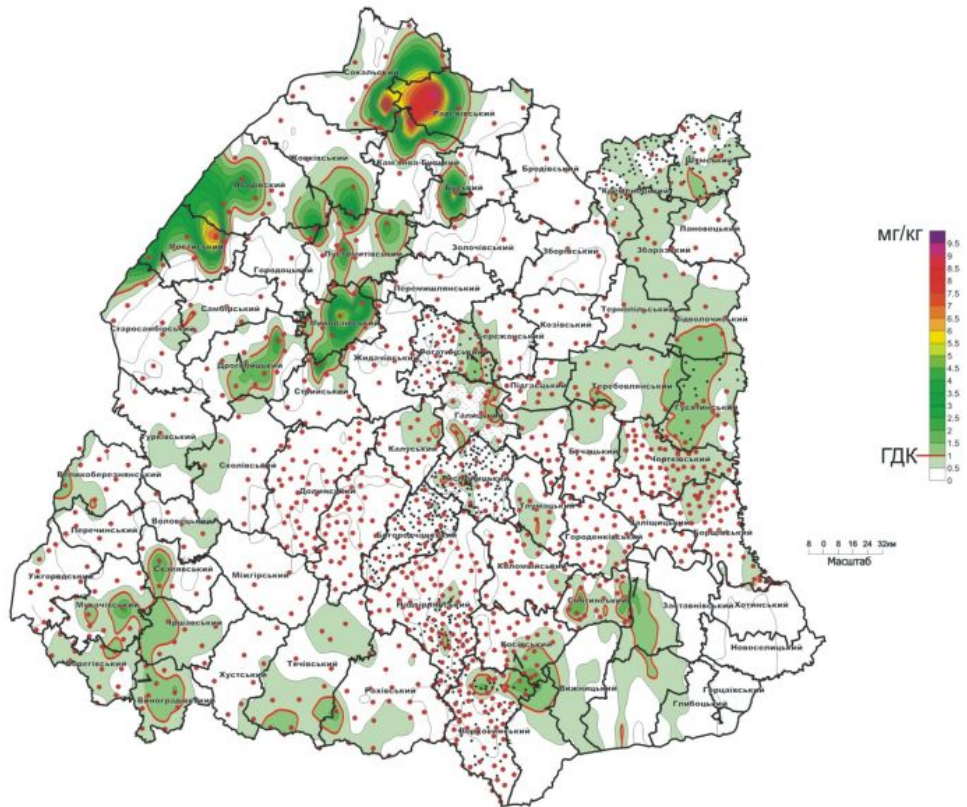 Сокальський
Радехівський
Жовківський
Кам'янка-Бузький
Яворівский
Буський
Бродівський
Шумський
Кременецький
Лановецький
Мостиський
Городоцький
Пустомитівський
Золочівський
Зборівський
Збаразький
Перемишлянський
Самбірський
Старосамбірський
Миколаївський
Козівський
Тернопільський
Підволочиський
Рогатинський
Бережанський
Жидачівський
Дрогобицький
Стрийський
Підгаєцький
Теребовлянський
Гусятинський
Галицький
Турківський
Сколівський
Калуський
Бучацький
Чортківський
Великоберезнянський
Долинський
Тисменицький
Тлумацький
Перечинський
Воловецький
Богородчанський
Городенківський
Заліщицький
Борщівський
Ужгородський
Свалявський
Міжгірський
Коломийський
Мукачівський
Іршавський
Надвірнянський
Снятинський
Заставнівський
Хотинський
Новоселицький
Берегівський
Хустський
Тячівський
Косівський
Рахівський
Вижницький
Герцаївський
Глибоцький
Виноградівський
Верховинський
мг/кг
9.5
9
8.5
8
7.5
7
6.5
6
5.5
5
4.5
4
3.5
3
2.5
2
1.5
1
0.5
0
ГДК
8 0 8 16 24 32км
Масштаб